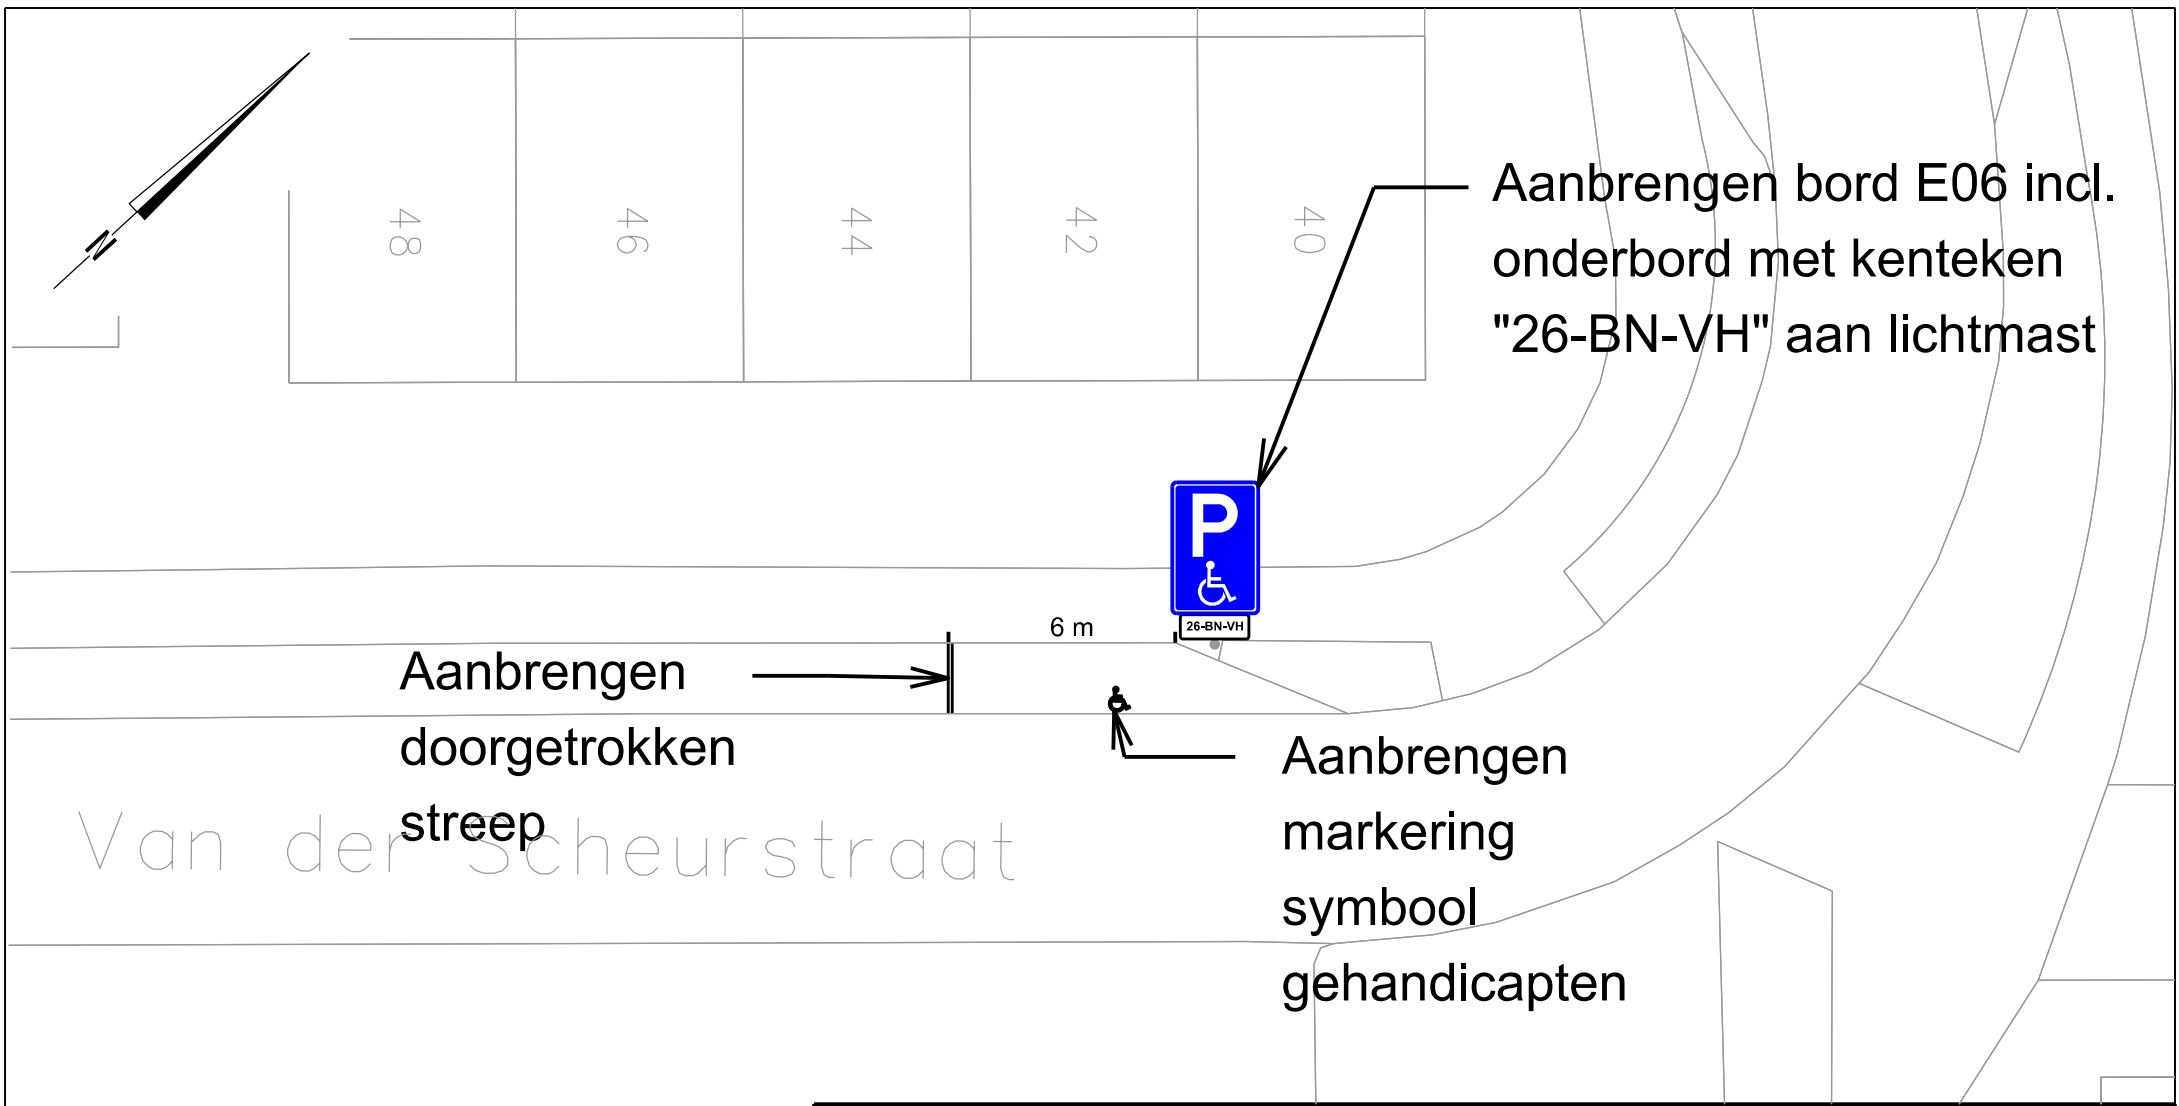 N
48
46
44
42
40
Aanbrengen bord E06 incl.
onderbord met kenteken
"26-BN-VH" aan lichtmast
P
26-BN-VH
6 m
Aanbrengen
doorgetrokken
streep
Aanbrengen
markering
symbool
gehandicapten
Van der Scheurstraat